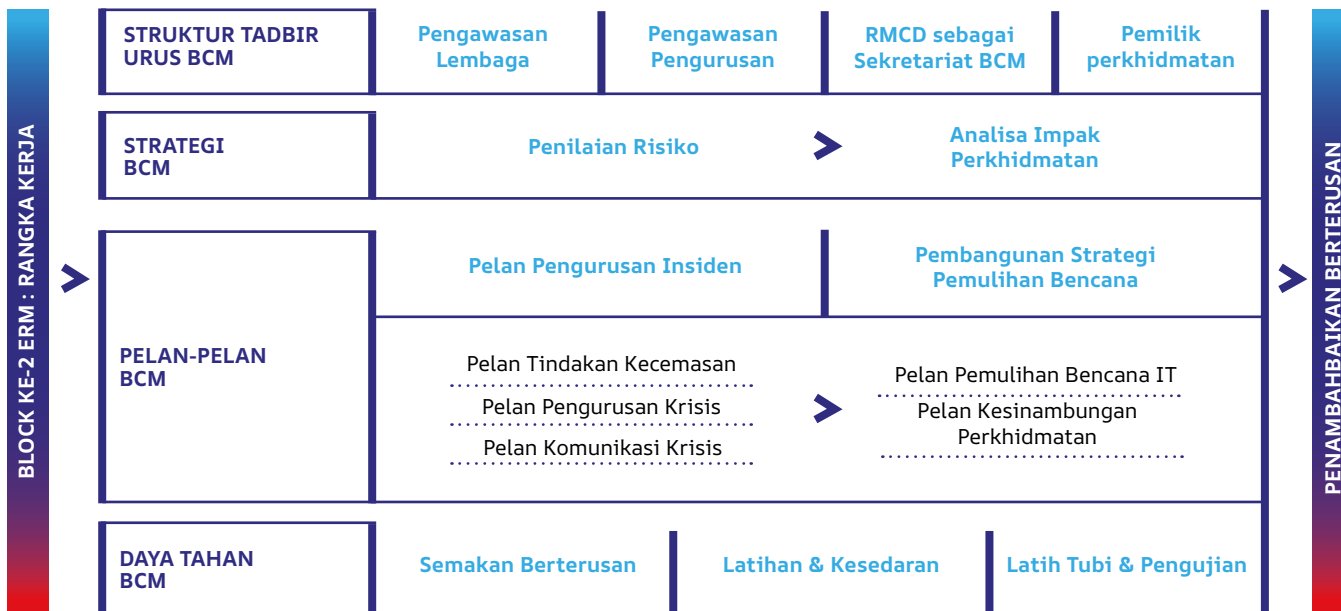 BLOCK KE-2 ERM : RANGKA KERJA
STRUKTUR TADBIR
URUS BCM
Pengawasan
Lembaga
Pengawasan
Pengurusan
RMCD sebagai
Sekretariat BCM
Pemilik
perkhidmatan
STRATEGI
BCM
Penilaian Risiko
Analisa Impak
Perkhidmatan
PELAN-PELAN
BCM
Pelan Pengurusan Insiden
Pembangunan Strategi
Pemulihan Bencana
Pelan Tindakan Kecemasan
Pelan Pengurusan Krisis
Pelan Komunikasi Krisis
Pelan Pemulihan Bencana IT
Pelan Kesinambungan
Perkhidmatan
DAYA TAHAN
BCM
Semakan Berterusan
Latihan & Kesedaran
Latih Tubi & Pengujian
PENAMBAHBAIKAN BERTERUSAN